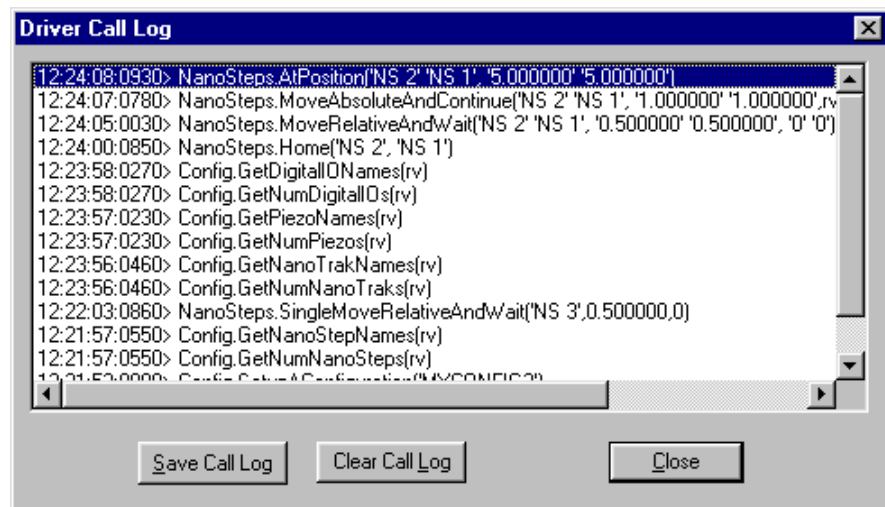 Driver Call Log
12:24:08:0930> NanoSteps.AtPosition('NS 2' 'NS 1', '5.000000' '5.000000')
12:24:07:0780> NanoSteps.MoveAbsoluteAndContinue('NS 2' 'NS 1', '1.000000' '1.000000',rv
12:24:05:0030> NanoSteps.MoveRelativeAndWait('NS 2' 'NS 1', '0.500000' '0.500000', '0' '0')
12:24:00:0850> NanoSteps.Home('NS 2', 'NS 1')
12:23:58:0270> Config.GetDigitalIONames(rv)
12:23:58:0270> Config.GetNumDigitalIOs(rv)
12:23:57:0230> Config.GetPiezoNames(rv)
12:23:57:0230> Config.GetNumPiezos(rv)
12:23:56:0460> Config.GetNanoTrakNames(rv)
12:23:56:0460> Config.GetNumNanoTraks(rv)
12:22:03:0860> NanoSteps.SingleMoveRelativeAndWait('NS 3',0.500000,0)
12:21:57:0550> Config.GetNanoStepNames(rv)
12:21:57:0550> Config.GetNumNanoSteps(rv)
Save Call Log
Clear Call Log
Close